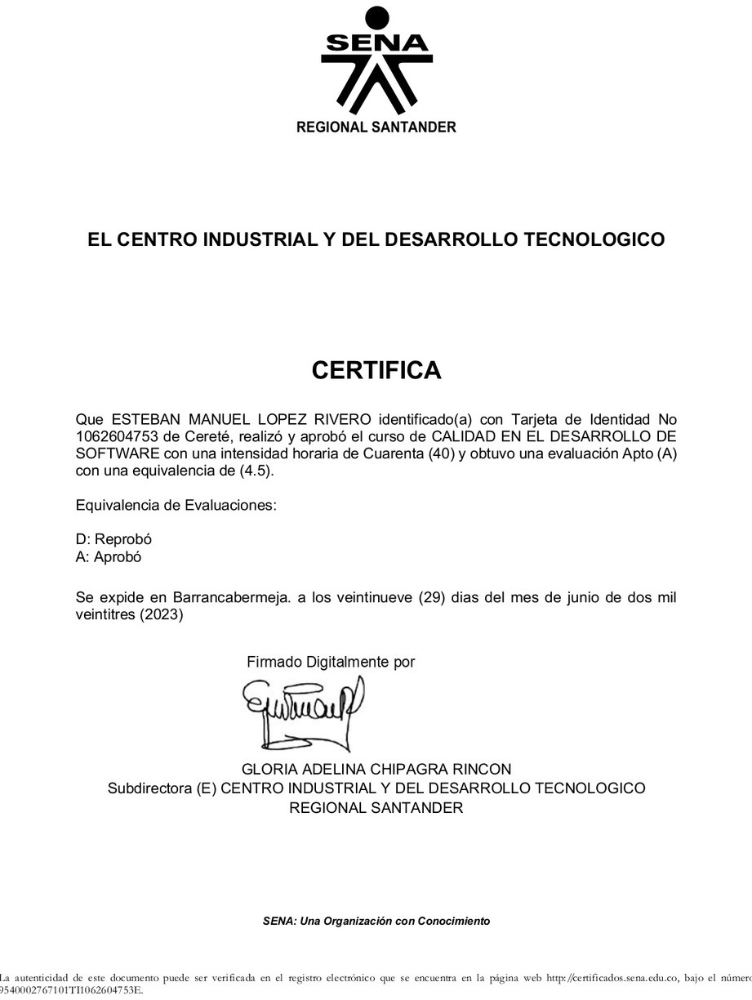 SENA
REGIONAL SANTANDER
EL CENTRO INDUSTRIAL Y DEL DESARROLLO TECNOLOGICO
CERTIFICA
Que ESTEBAN MANUEL LOPEZ RIVERO identificado(a) con Tarjeta de Identidad No
1062604753 de Cereté, realizó y aprobó el curso de CALIDAD EN EL DESARROLLO DE
SOFTWARE con una intensidad horaria de Cuarenta (40) y obtuvo una evaluación Apto (A)
con una equivalencia de (4.5).
Equivalencia de Evaluaciones:
D: Reprobó
A: Aprobó
Se expide en Barrancabermeja. a los veintinueve (29) dias del mes de junio de dos mil
veintitres (2023)
Firmado Digitalmente por
GLORIA ADELINA CHIPAGRA RINCON
Subdirectora (E) CENTRO INDUSTRIAL Y DEL DESARROLLO TECNOLOGICO
REGIONAL SANTANDER
SENA: Una Organización con Conocimiento
La autenticidad de este documento puede ser verificada en el registro electrónico que se encuentra en la página web http://certificados.sena.edu.co, bajo el número
9540002767101TI1062604753E.